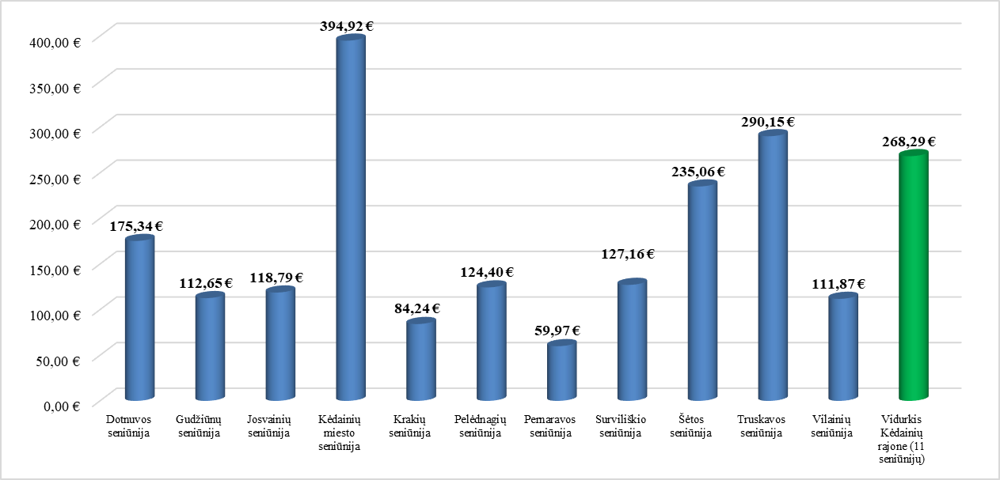 400,00 €
350,00 €
300,00 €
250,00 €
200,00 €
150,00 €
100,00 €
50,00 €
0,00 €
175,34 €
112,65 €
118,79 €
394,92 €
84,24 €
124,40 €
59,97 €
127,16 €
235,06 €
290,15 €
111,87 €
268,29 €
Dotnuvos
seniūnija
Gudžiūnų
seniūnija
Josvainių
seniūnija
Kėdainių
miesto
seniūnija
Krakių
seniūnija
Pelėdnagių
seniūnija
Pernaravos
seniūnija
Surviliškio
seniūnija
Šėtos
seniūnija
Truskavos
seniūnija
Vilainių
seniūnija
Vidurkis
Kėdainių
rajone (11
seniūnijų)